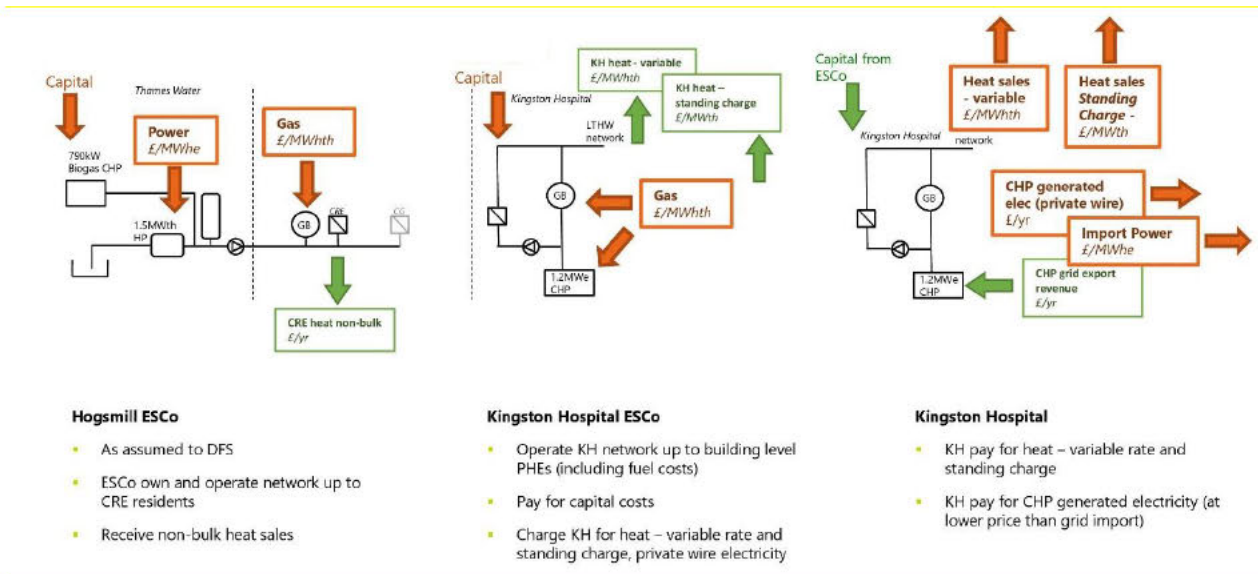 Capital
Thames Water
Power
£/MWhe
Gas
£/MWhth
790kW
Biogas CHP
1.5MWth
HP
GB
CRE
CG
CRE heat non-bulk
£/yr
Capital
Kingston Hospital
KH heat - variable
£/MWhth
KH heat –
standing charge
£/MWth
LTHW
network
GB
Gas
£/MWhth
1.2MWe
CHP
Capital from
ESCo
Kingston Hospital
network
Heat sales
- variable
£/MWhth
Heat sales
Standing
Charge -
£/MWth
GB
CHP generated
elec (private wire)
£/yr
Import Power
£/MWhe
1.2MWe
CHP
CHP grid export
revenue
£/yr
Hogsmill ESCo
▪ As assumed to DFS
▪ ESCo own and operate network up to
CRE residents
▪ Receive non-bulk heat sales
Kingston Hospital ESCo
▪ Operate KH network up to building level
PHEs (including fuel costs)
▪ Pay for capital costs
▪ Charge KH for heat – variable rate and
standing charge, private wire electricity
Kingston Hospital
▪ KH pay for heat – variable rate and
standing charge
▪ KH pay for CHP generated electricity (at
lower price than grid import)